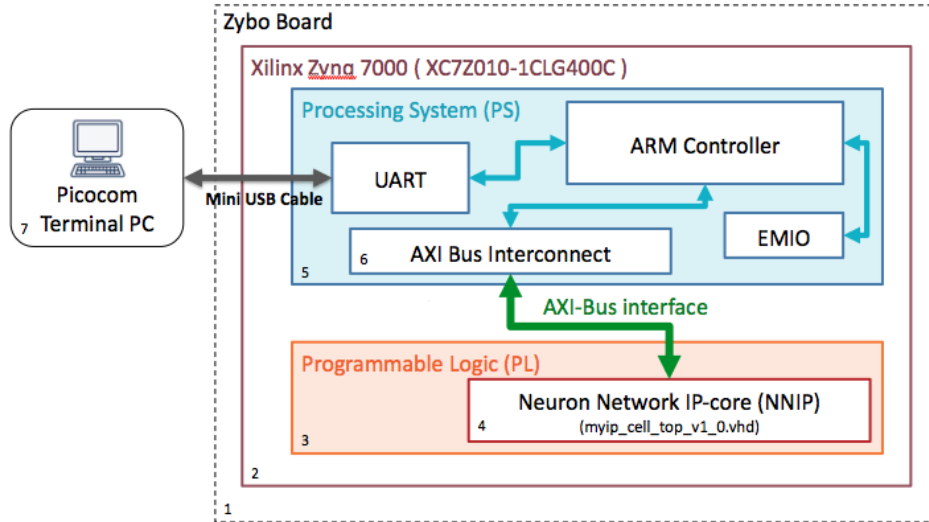 Zybo Board
Xilinx Zynq 7000 ( XC7Z010-1CLG400C )
Processing System (PS)
ARM Controller
UART
Picocom
Terminal PC
7
Mini USB Cable
EMIO
AXI Bus Interconnect
6
5
AXI-Bus interface
Programmable Logic (PL)
Neuron Network IP-core (NNIP)
(myip_cell_top_v1_0.vhd)
4
3
2
1